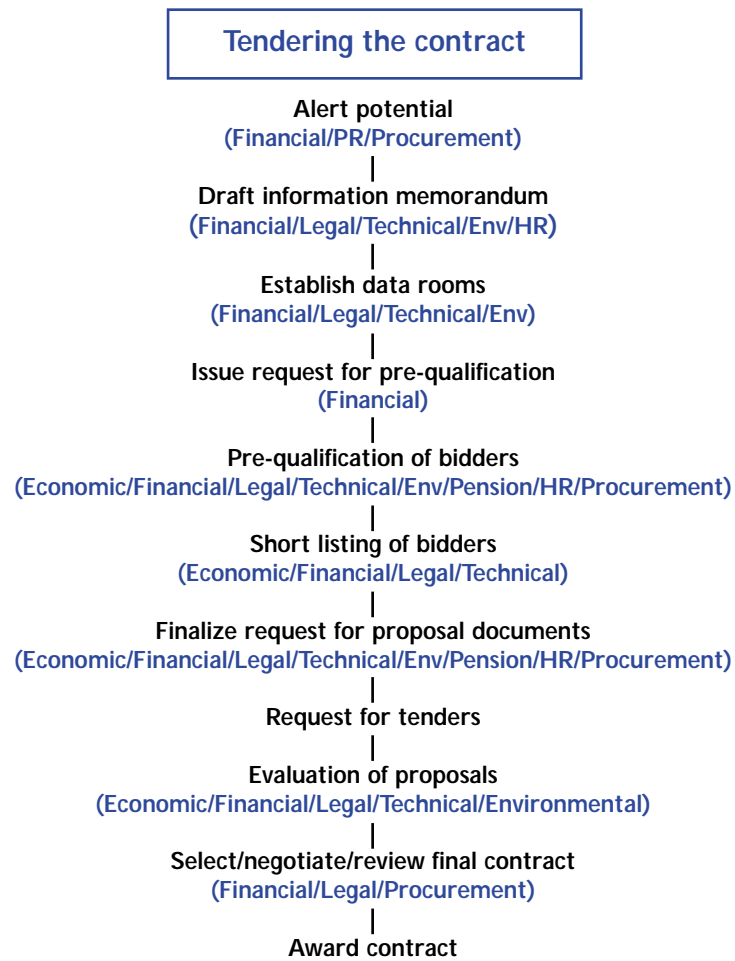 Tendering the contract
Alert potential
(Financial/PR/Procurement)
Draft information memorandum
(Financial/Legal/Technical/Env/HR)
Establish data rooms
(Financial/Legal/Technical/Env)
Issue request for pre-qualification
(Financial)
Pre-qualification of bidders
(Economic/Financial/Legal/Technical/Env/Pension/HR/Procurement)
Short listing of bidders
(Economic/Financial/Legal/Technical)
Finalize request for proposal documents
(Economic/Financial/Legal/Technical/Env/Pension/HR/Procurement)
Request for tenders
Evaluation of proposals
(Economic/Financial/Legal/Technical/Environmental)
Select/negotiate/review final contract
(Financial/Legal/Procurement)
Award contract